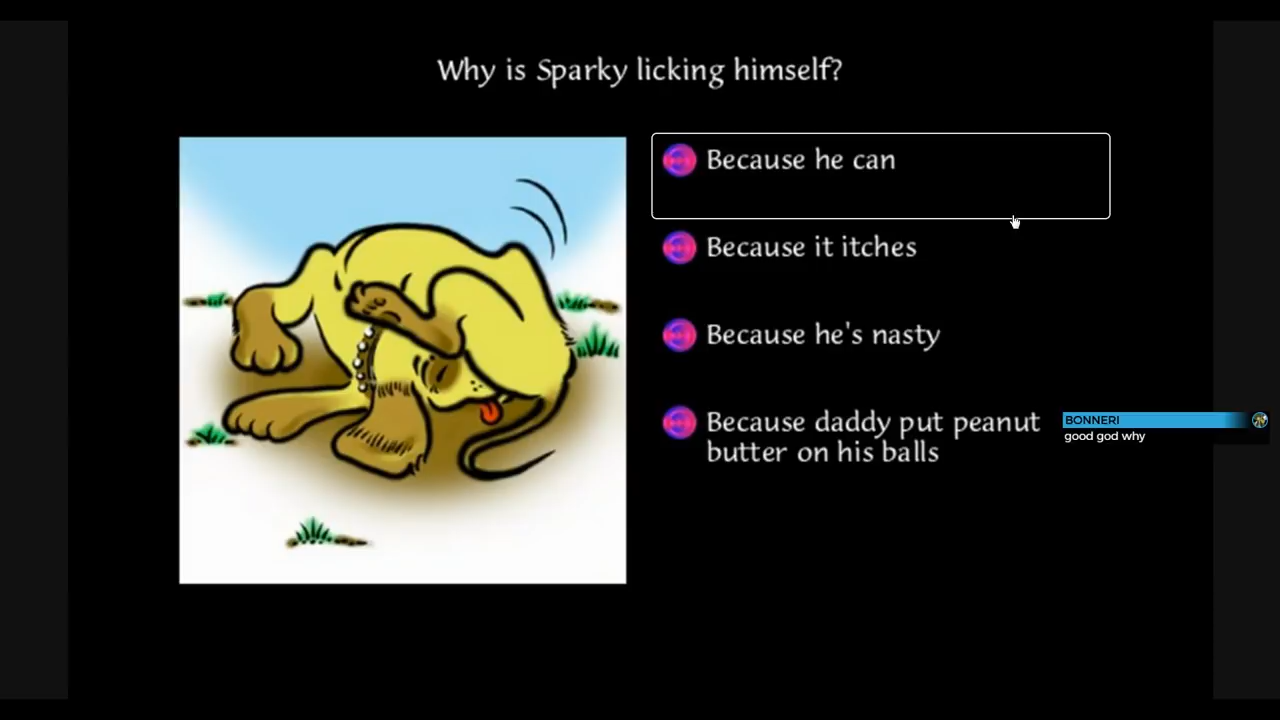 Why is Sparky licking himself?
Because he can
Because it itches
Because he's nasty
Because daddy put peanut
butter on his balls
BONNERI
good god why